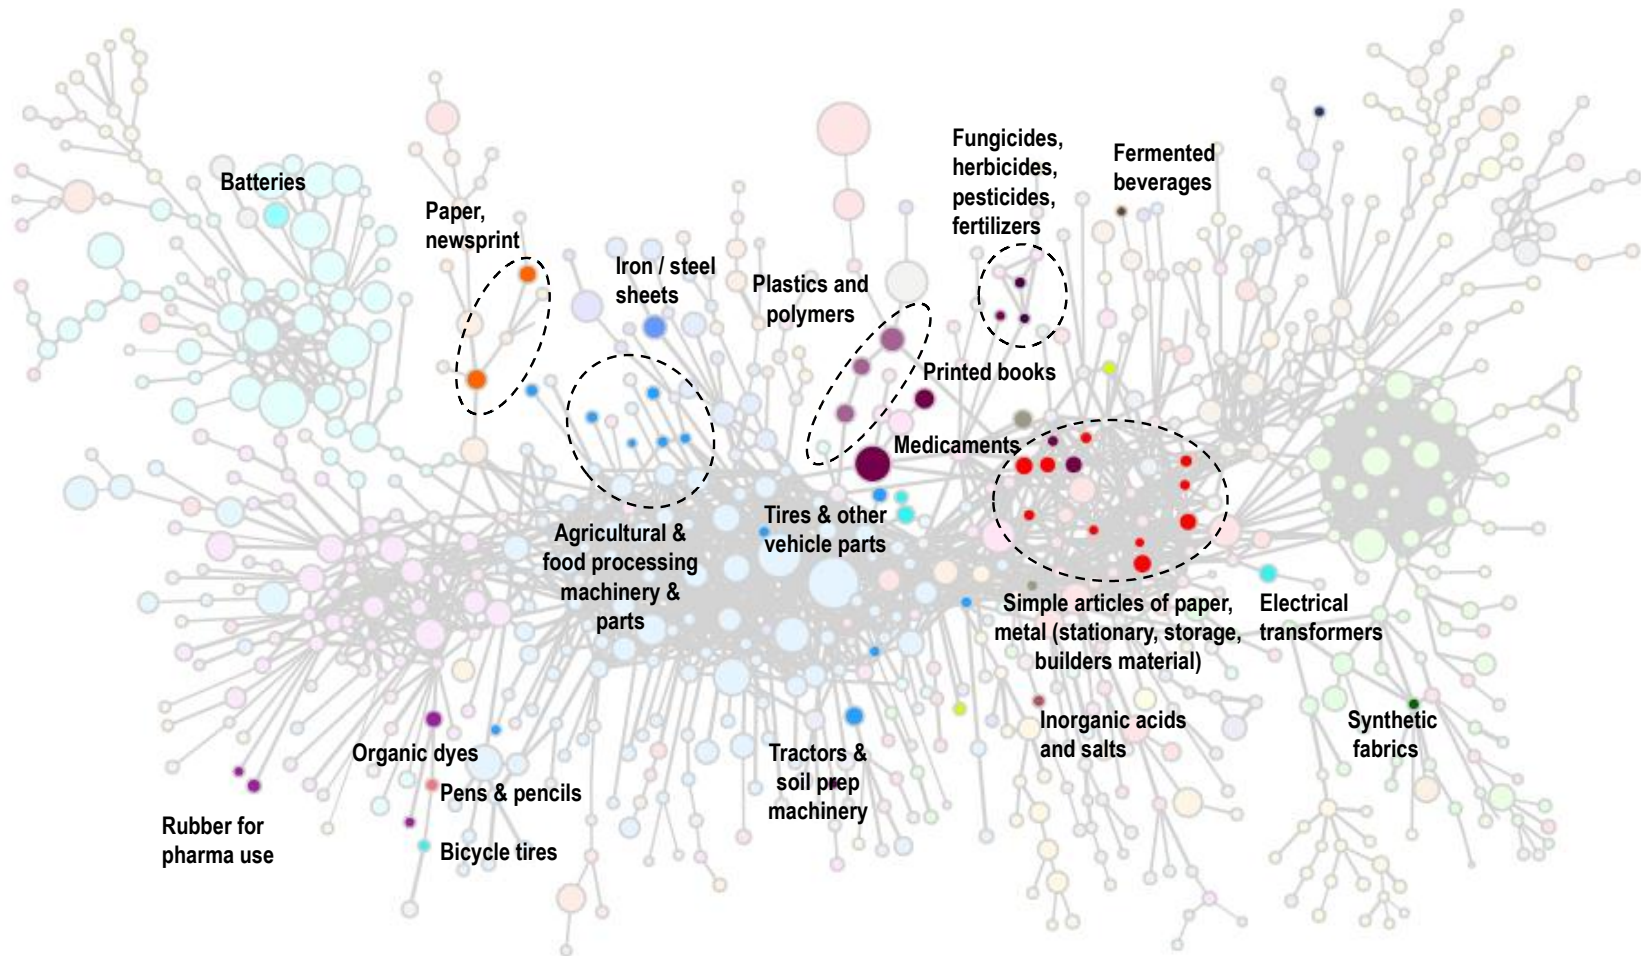 Batteries
Paper,
newsprint
Iron / steel
sheets
Plastics and
polymers
Fungicides,
herbicides,
pesticides,
fertilizers
Fermented
beverages
Printed books
Medicaments
Agricultural &
food processing
machinery &
parts
Tires & other
vehicle parts
Simple articles of paper,
metal (stationary, storage,
builders material)
Electrical
transformers
Organic dyes
Pens & pencils
Bicycle tires
Rubber for
pharma use
Tractors &
soil prep
machinery
Inorganic acids
and salts
Synthetic
fabrics